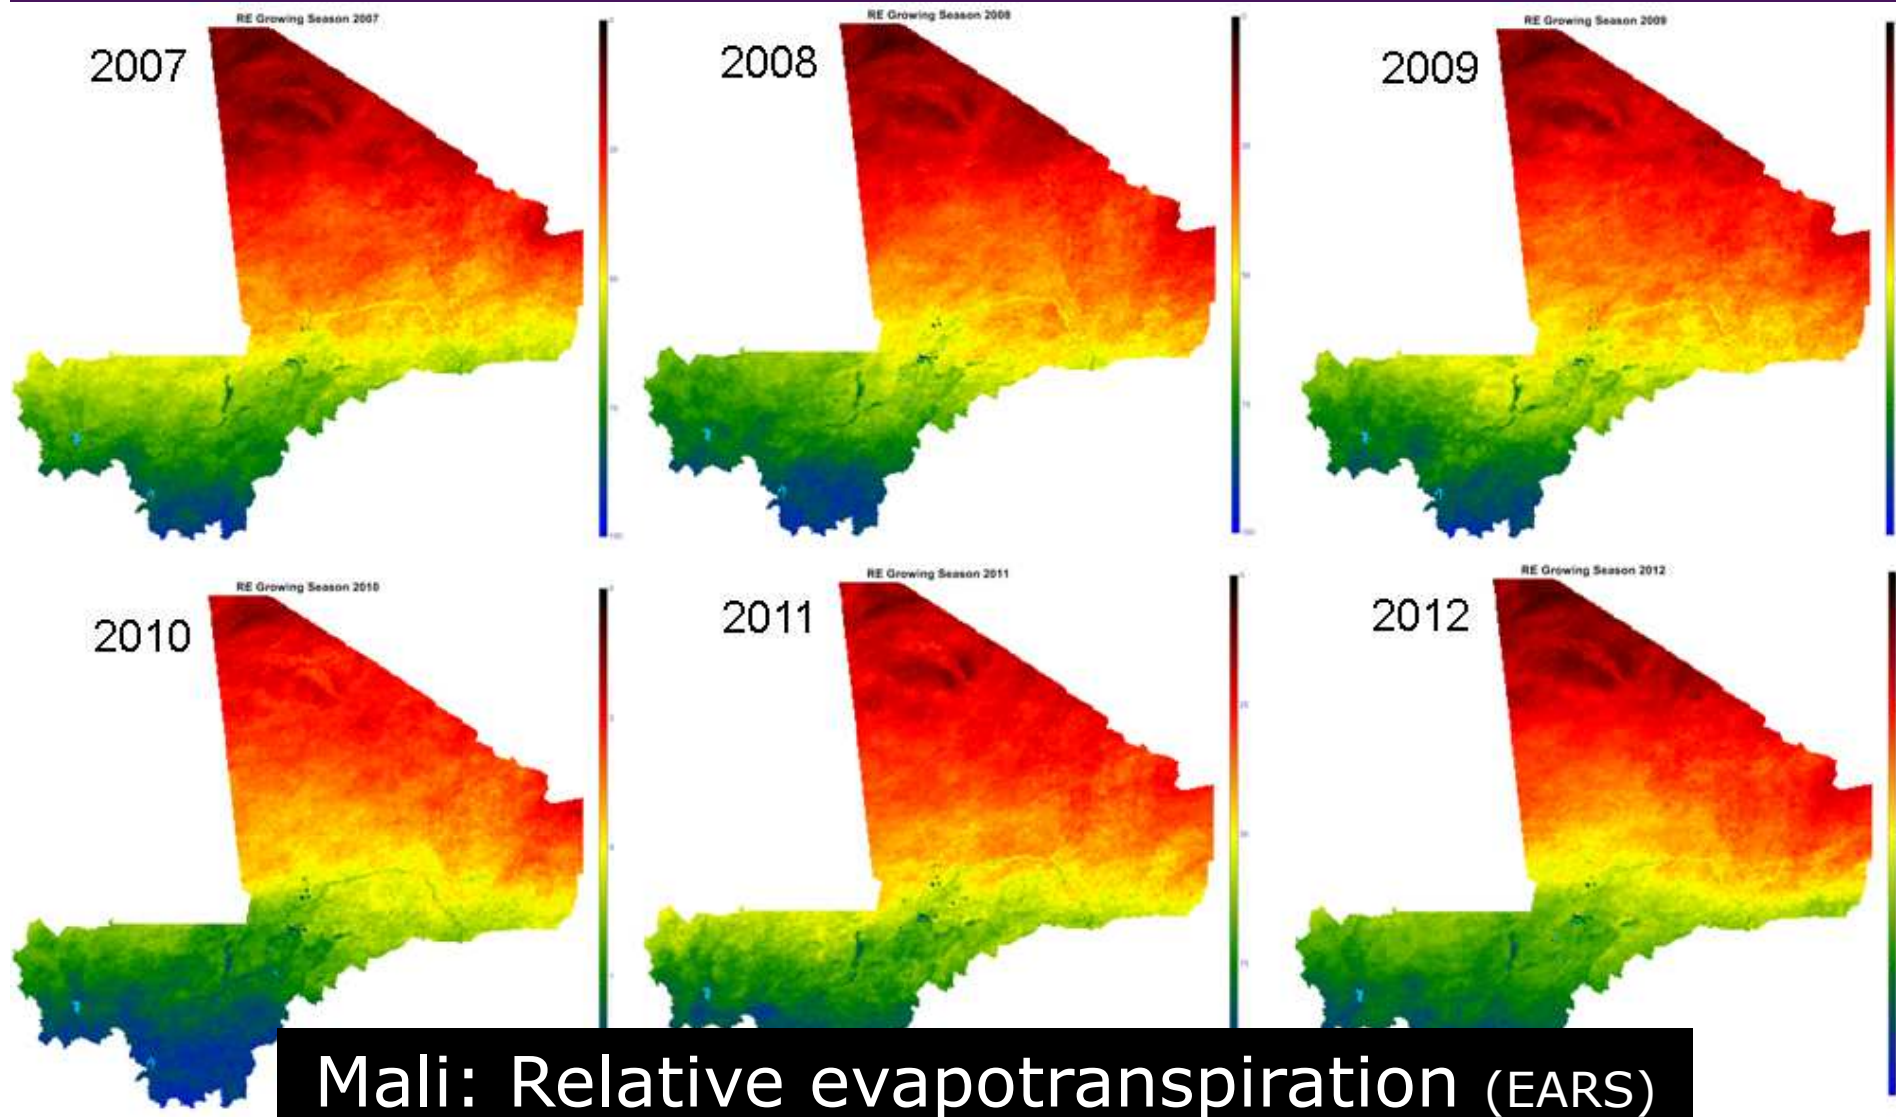 RE Growing Season 2007
2007
RE Growing Season 2008
2008
RE Growing Season 2009
2009
RE Growing Season 2010
2010
RE Growing Season 2011
2011
RE Growing Season 2012
2012
Mali: Relative evapotranspiration (EARS)